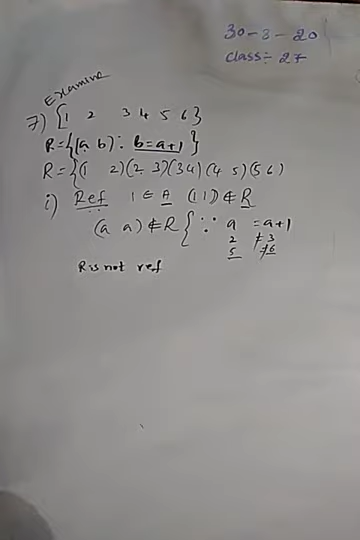 30-8-20
class:- 27
Examine
7) {1 2 3 4 5 6}
R={(a b): b=a+1}
R={(1 2)(2 3)(3 4)(4 5)(5 6)
i) Ref 1 ∈ A (1 1) ∉ R
(a a) ∉ R { ∵ a = a+1
2 ≠ 3
5 ≠ 6
R is not ref